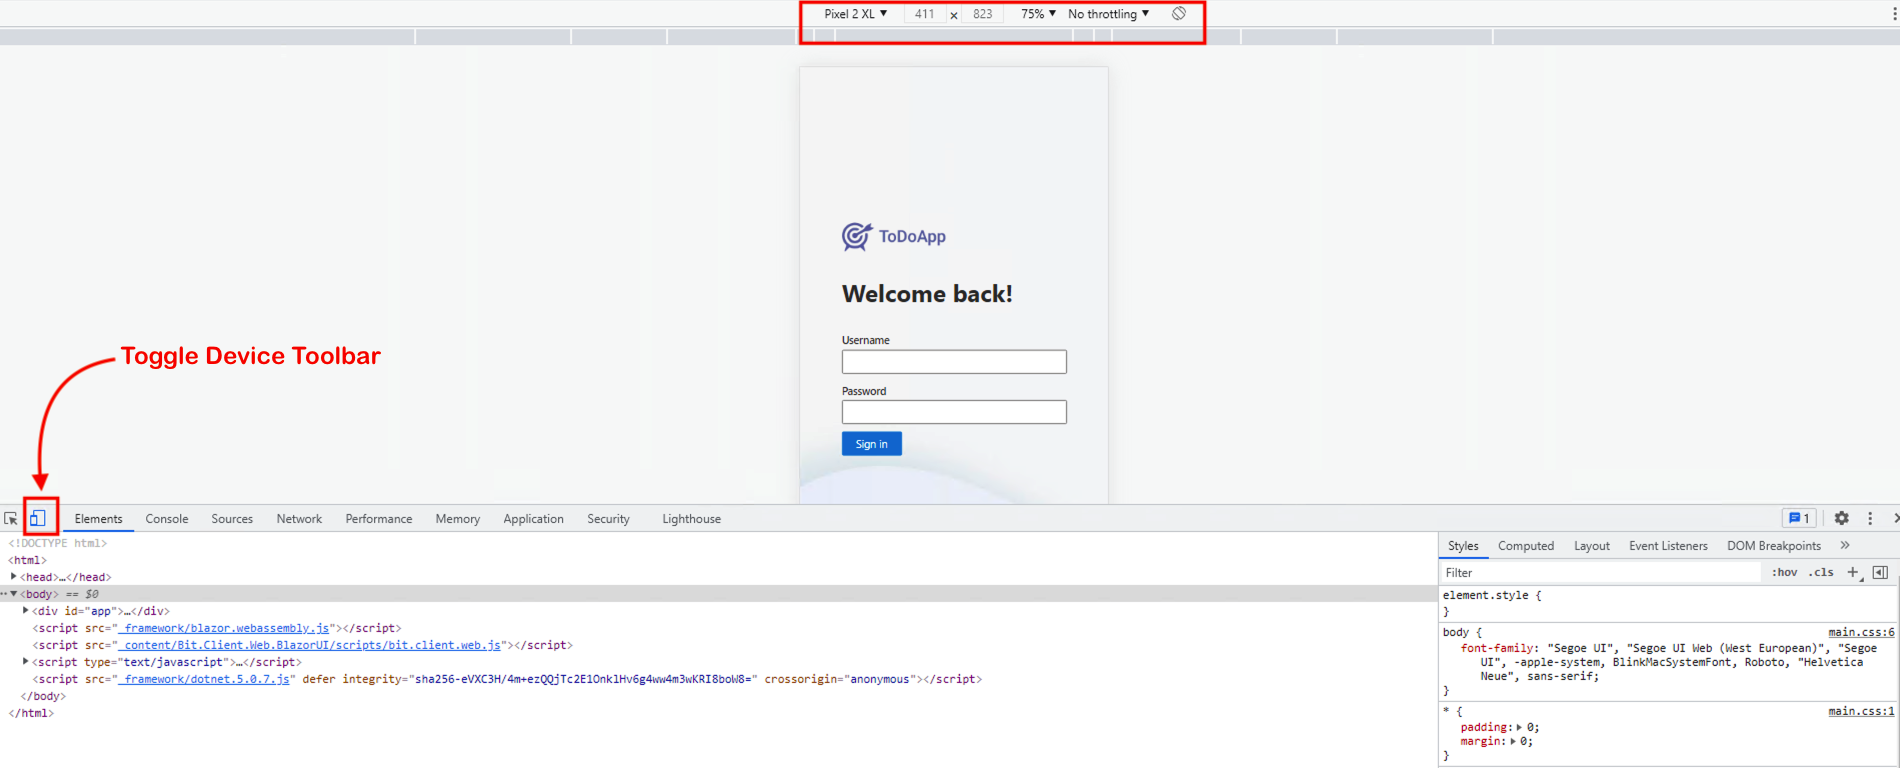 Pixel 2 XL ▼ 411 × 823 75% ▼ No throttling ▼
ToDoApp
Welcome back!
Username
Password
Sign in
Toggle Device Toolbar
Elements Console Sources Network Performance Memory Application Security Lighthouse 1
<!DOCTYPE html>
<html>
<head>…</head>
<body> == $0
<div id="app">…</div>
<script src="_framework/blazor.webassembly.js"></script>
<script src="_content/Bit.Client.Web.BlazorUI/scripts/bit.client.web.js"></script>
<script type="text/javascript">…</script>
<script src="_framework/dotnet.5.0.7.js" defer integrity="sha256-eVXC3H/4m+ezQQjTc2E1OnklHv6g4ww4m3wKRI8boW8=" crossorigin="anonymous"></script>
</body>
</html>
Styles Computed Layout Event Listeners DOM Breakpoints »
Filter :hov .cls +
element.style {
}
body { main.css:6
font-family: "Segoe UI", "Segoe UI Web (West European)", "Segoe
UI", -apple-system, BlinkMacSystemFont, Roboto, "Helvetica
Neue", sans-serif;
}
* { main.css:1
padding: 0;
margin: 0;
}